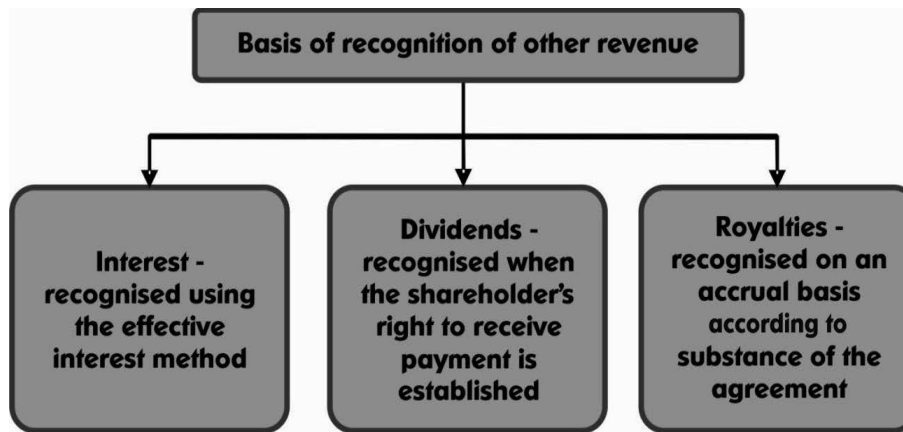 Basis of recognition of other revenue
Interest -
recognised using
the effective
interest method
Dividends -
recognised when
the shareholder's
right to receive
payment is
established
Royalties -
recognised on an
accrual basis
according to
substance of the
agreement